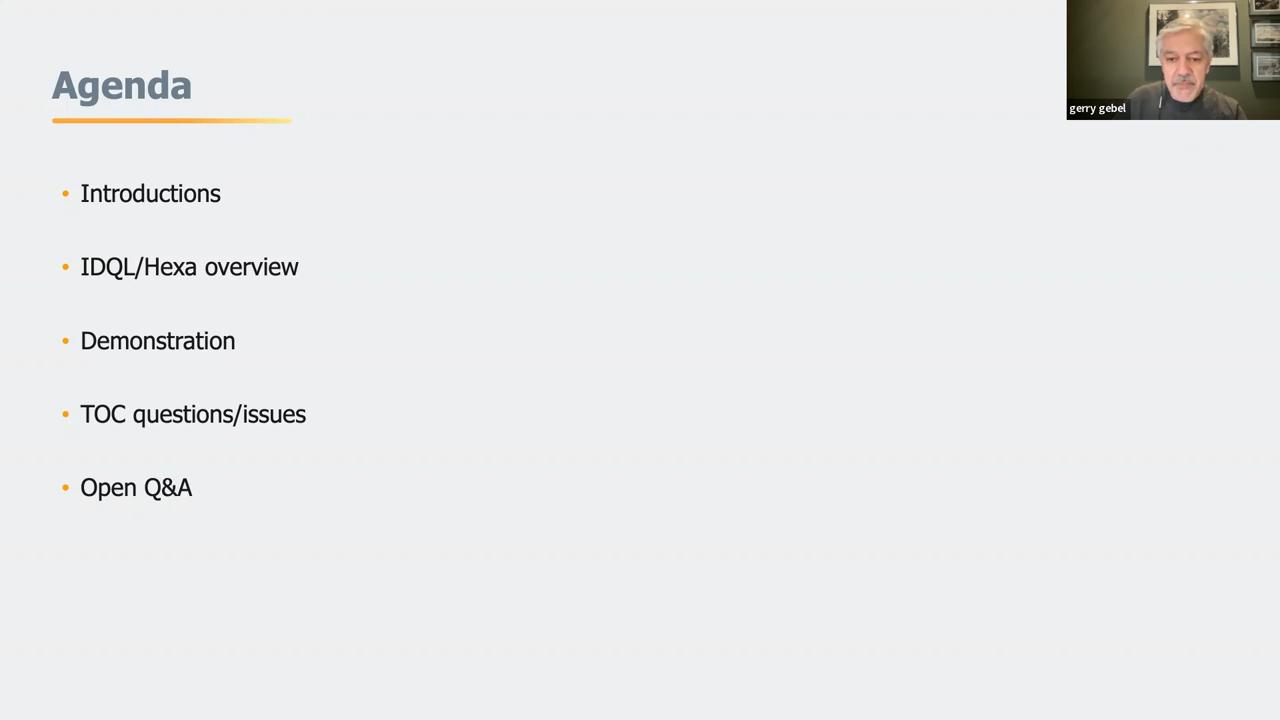 Agenda
gerry gebel
• Introductions
• IDQL/Hexa overview
• Demonstration
• TOC questions/issues
• Open Q&A